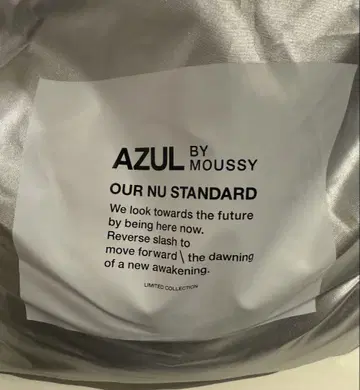 AZUL BY MOUSSY
OUR NU STANDARD
We look towards the future
by being here now.
Reverse slash to
move forward \ the dawning
of a new awakening.
LIMITED COLLECTION